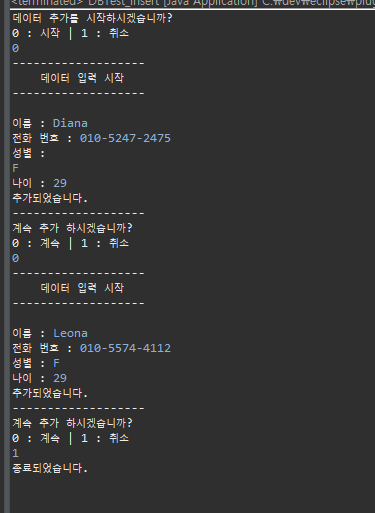 <terminated> DBTest_Insert [Java Application] C:\dev\eclipse\plu
데이터 추가를 시작하시겠습니까?
0 : 시작 | 1 : 취소
0
-------------------
데이터 입력 시작
-------------------
이름 : Diana
전화 번호 : 010-5247-2475
성별 :
F
나이 : 29
추가되었습니다.
-------------------
계속 추가 하시겠습니까?
0 : 계속 | 1 : 취소
0
-------------------
데이터 입력 시작
-------------------
이름 : Leona
전화 번호 : 010-5574-4112
성별 : F
나이 : 29
추가되었습니다.
-------------------
계속 추가 하시겠습니까?
0 : 계속 | 1 : 취소
1
종료되었습니다.